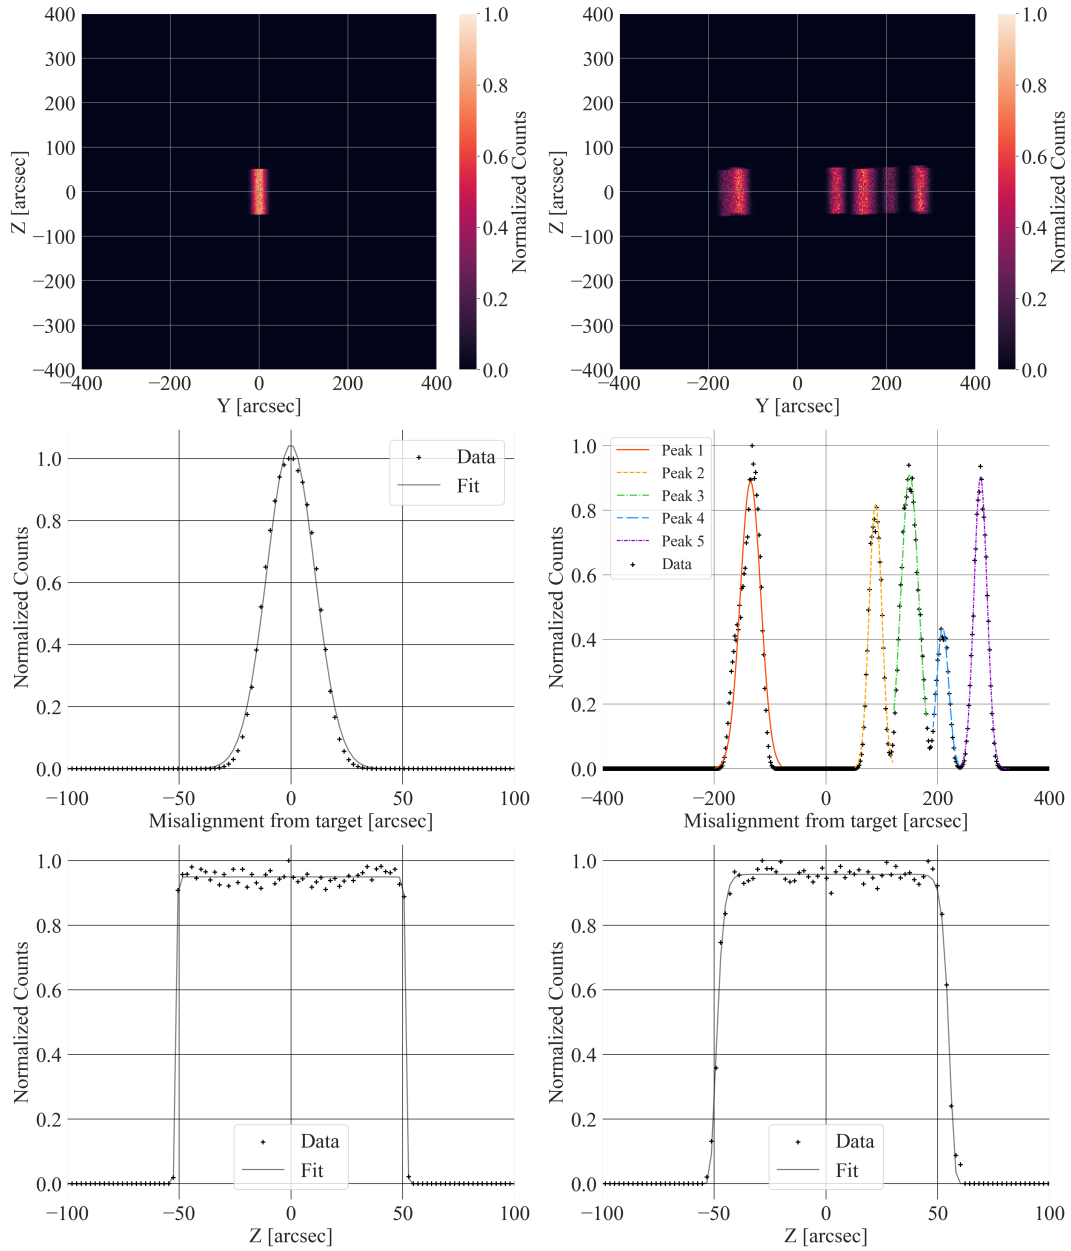 400
300
200
100
0
−100
−200
−300
−400
Z [arcsec]
−400 −200 0 200 400
Y [arcsec]
1.0
0.8
0.6
0.4
0.2
0.0
Normalized Counts
400
300
200
100
0
−100
−200
−300
−400
Z [arcsec]
−400 −200 0 200 400
Y [arcsec]
1.0
0.8
0.6
0.4
0.2
0.0
Normalized Counts
1.0
0.8
0.6
0.4
0.2
0.0
Normalized Counts
Data
Fit
−100 −50 0 50 100
Misalignment from target [arcsec]
1.0
0.8
0.6
0.4
0.2
0.0
Normalized Counts
Peak 1
Peak 2
Peak 3
Peak 4
Peak 5
Data
−400 −200 0 200 400
Misalignment from target [arcsec]
1.0
0.8
0.6
0.4
0.2
0.0
Normalized Counts
Data
Fit
−100 −50 0 50 100
Z [arcsec]
1.0
0.8
0.6
0.4
0.2
0.0
Normalized Counts
Data
Fit
−100 −50 0 50 100
Z [arcsec]